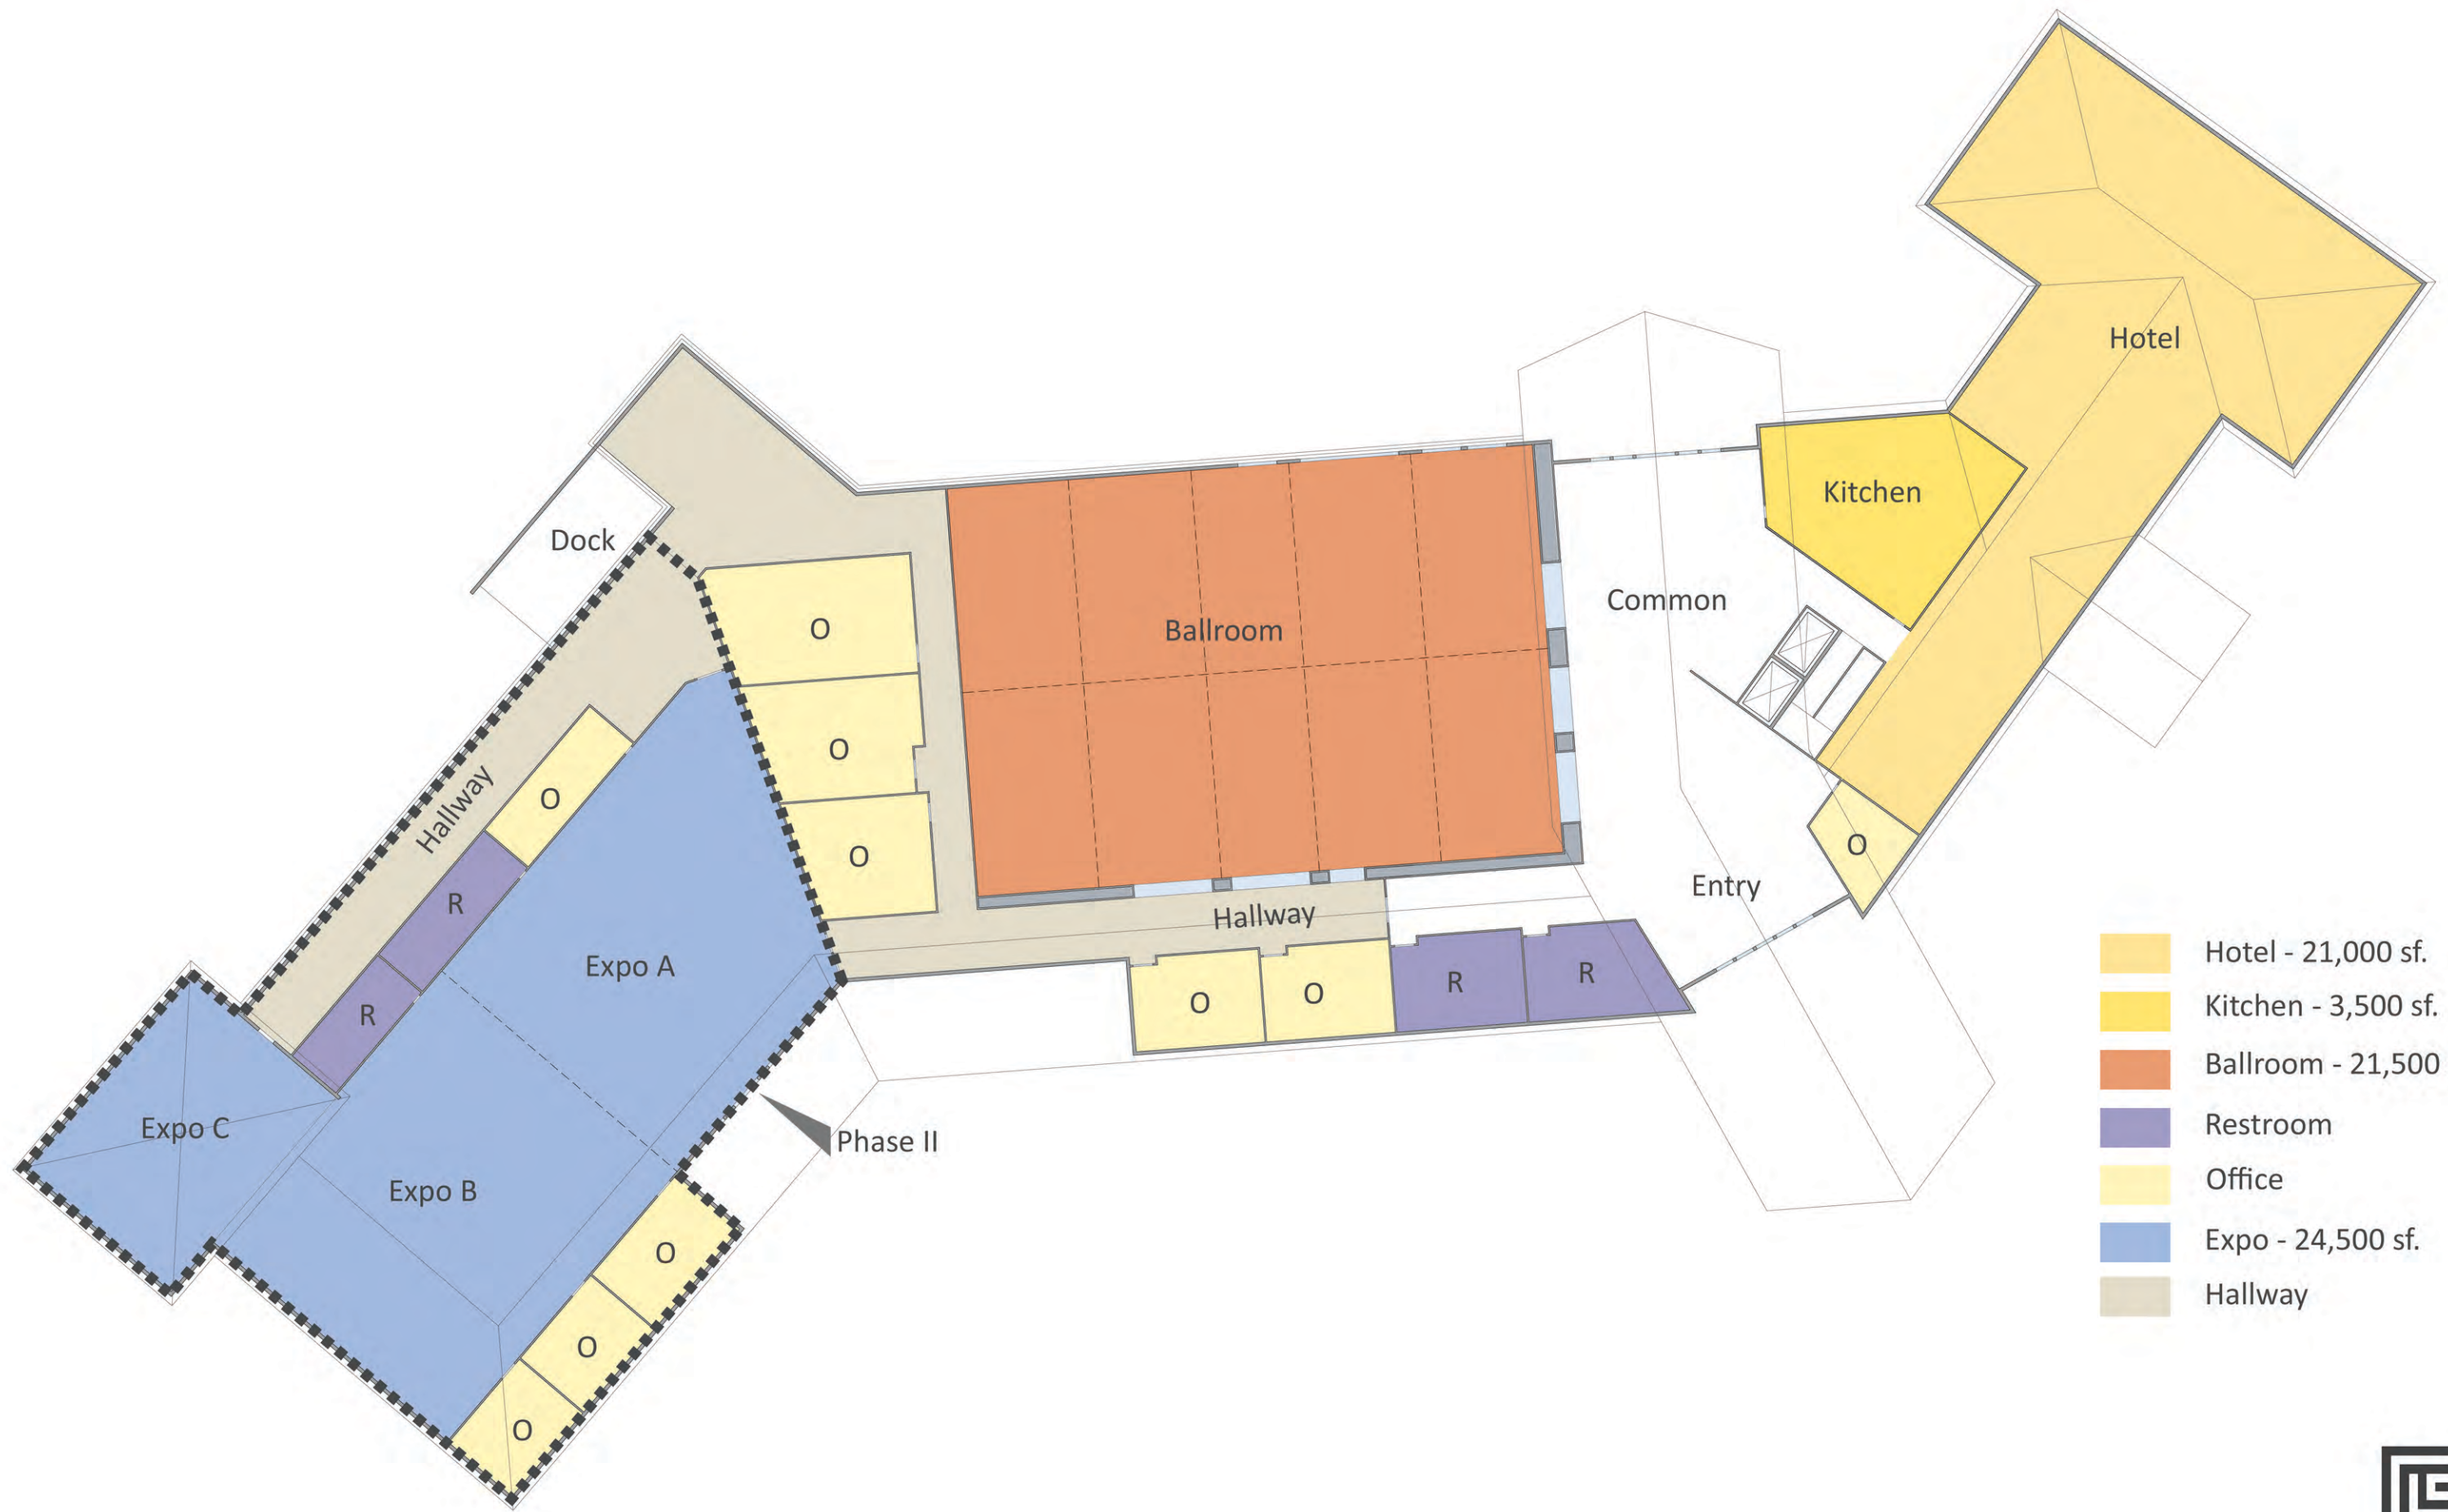 Hotel
Kitchen
Dock
Common
Ballroom
O
O
O
O
Hallway
O
R
Entry
Hallway
Expo A
R
O
O
R
R
Expo C
Phase II
Expo B
O
O
O
Hotel - 21,000 sf.
Kitchen - 3,500 sf.
Ballroom - 21,500
Restroom
Office
Expo - 24,500 sf.
Hallway